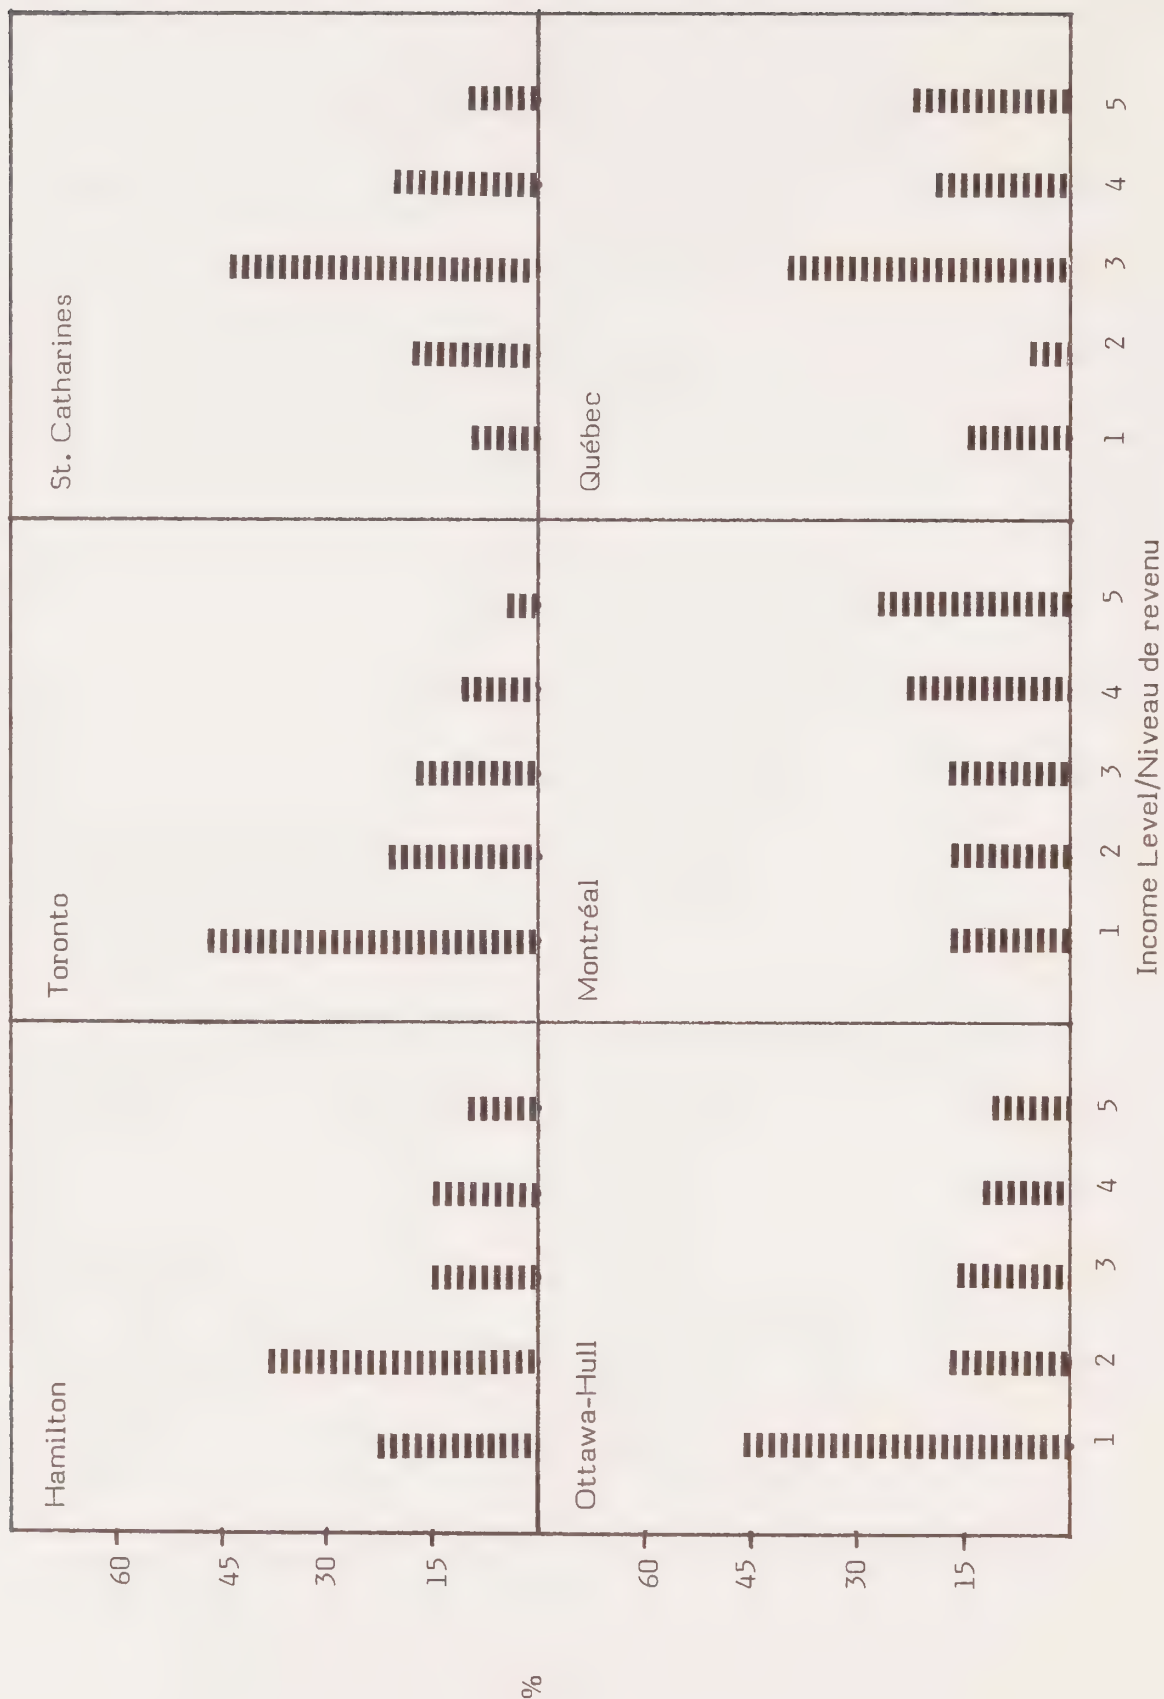 %
60
45
30
15
Hamilton
Toronto
St. Catharines
60
45
30
15
Ottawa-Hull
Montréal
Québec
1 2 3 4 5 1 2 3 4 5 1 2 3 4 5
Income Level/Niveau de revenu